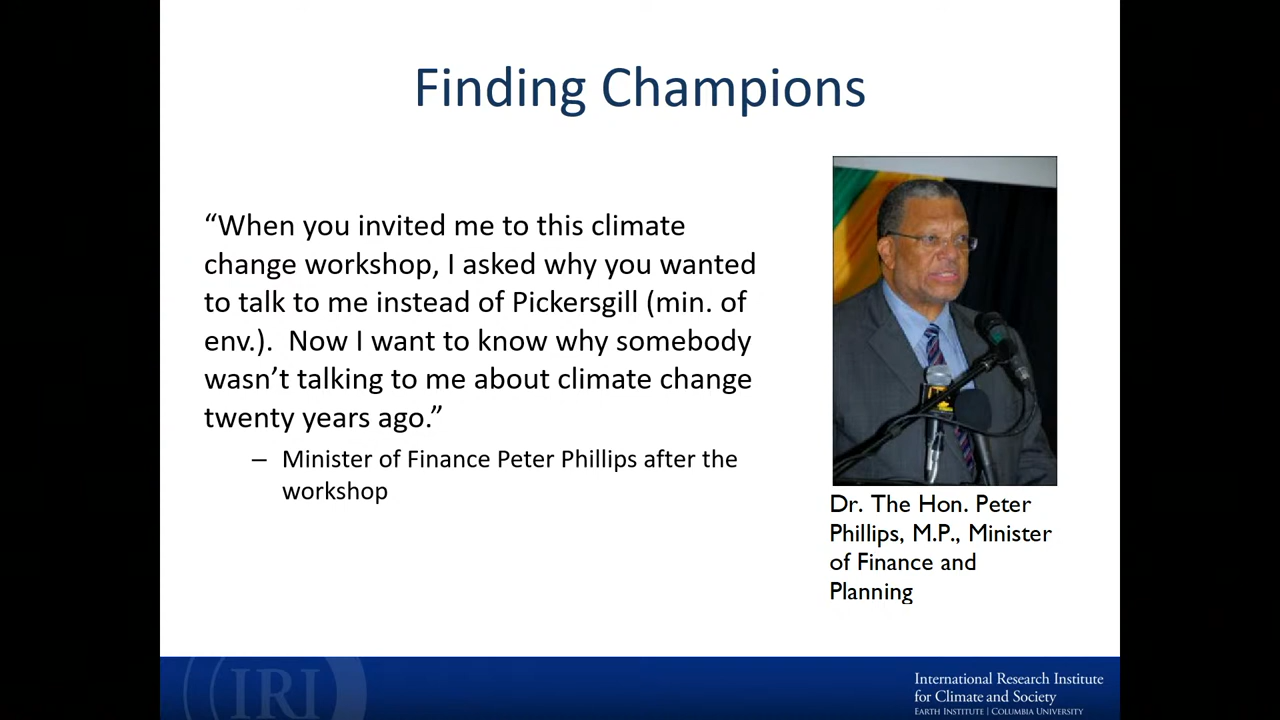 Finding Champions
“When you invited me to this climate
change workshop, I asked why you wanted
to talk to me instead of Pickersgill (min. of
env.).  Now I want to know why somebody
wasn’t talking to me about climate change
twenty years ago.”
– Minister of Finance Peter Phillips after the
workshop
Dr. The Hon. Peter
Phillips, M.P., Minister
of Finance and
Planning
IRI
International Research Institute
for Climate and Society
EARTH INSTITUTE | COLUMBIA UNIVERSITY